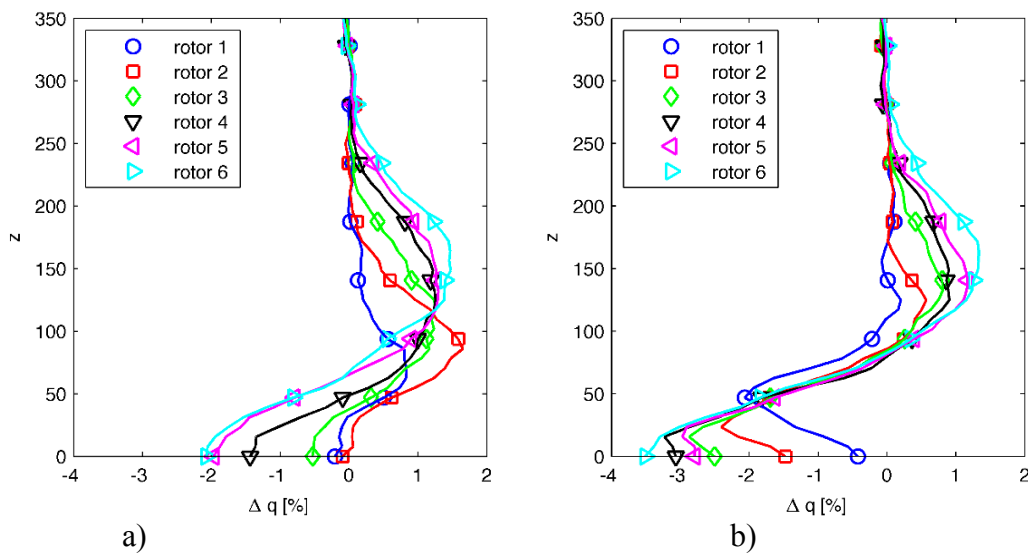 350
300
250
200
150
100
50
0
z
rotor 1
rotor 2
rotor 3
rotor 4
rotor 5
rotor 6
-4 -3 -2 -1 0 1 2
Δ q [%]
a)
350
300
250
200
150
100
50
0
z
rotor 1
rotor 2
rotor 3
rotor 4
rotor 5
rotor 6
-4 -3 -2 -1 0 1 2
Δ q [%]
b)